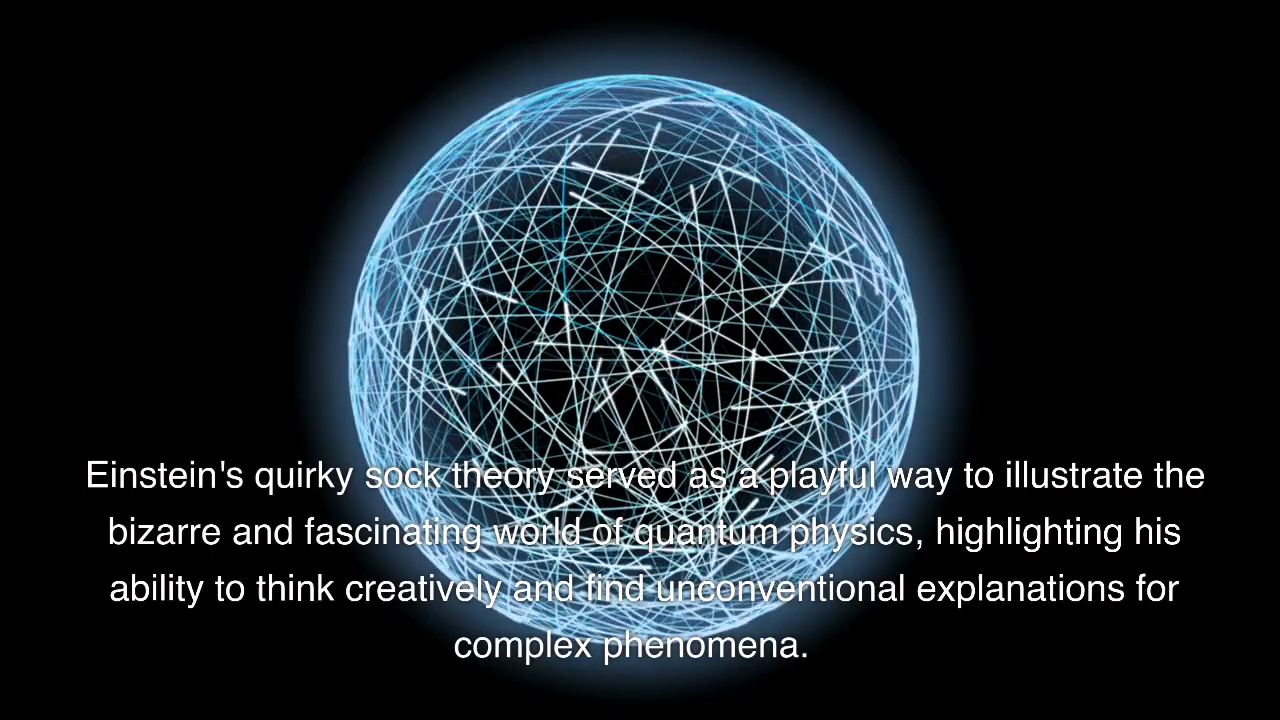 Einstein's quirky sock theory served as a playful way to illustrate the
bizarre and fascinating world of quantum physics, highlighting his
ability to think creatively and find unconventional explanations for
complex phenomena.